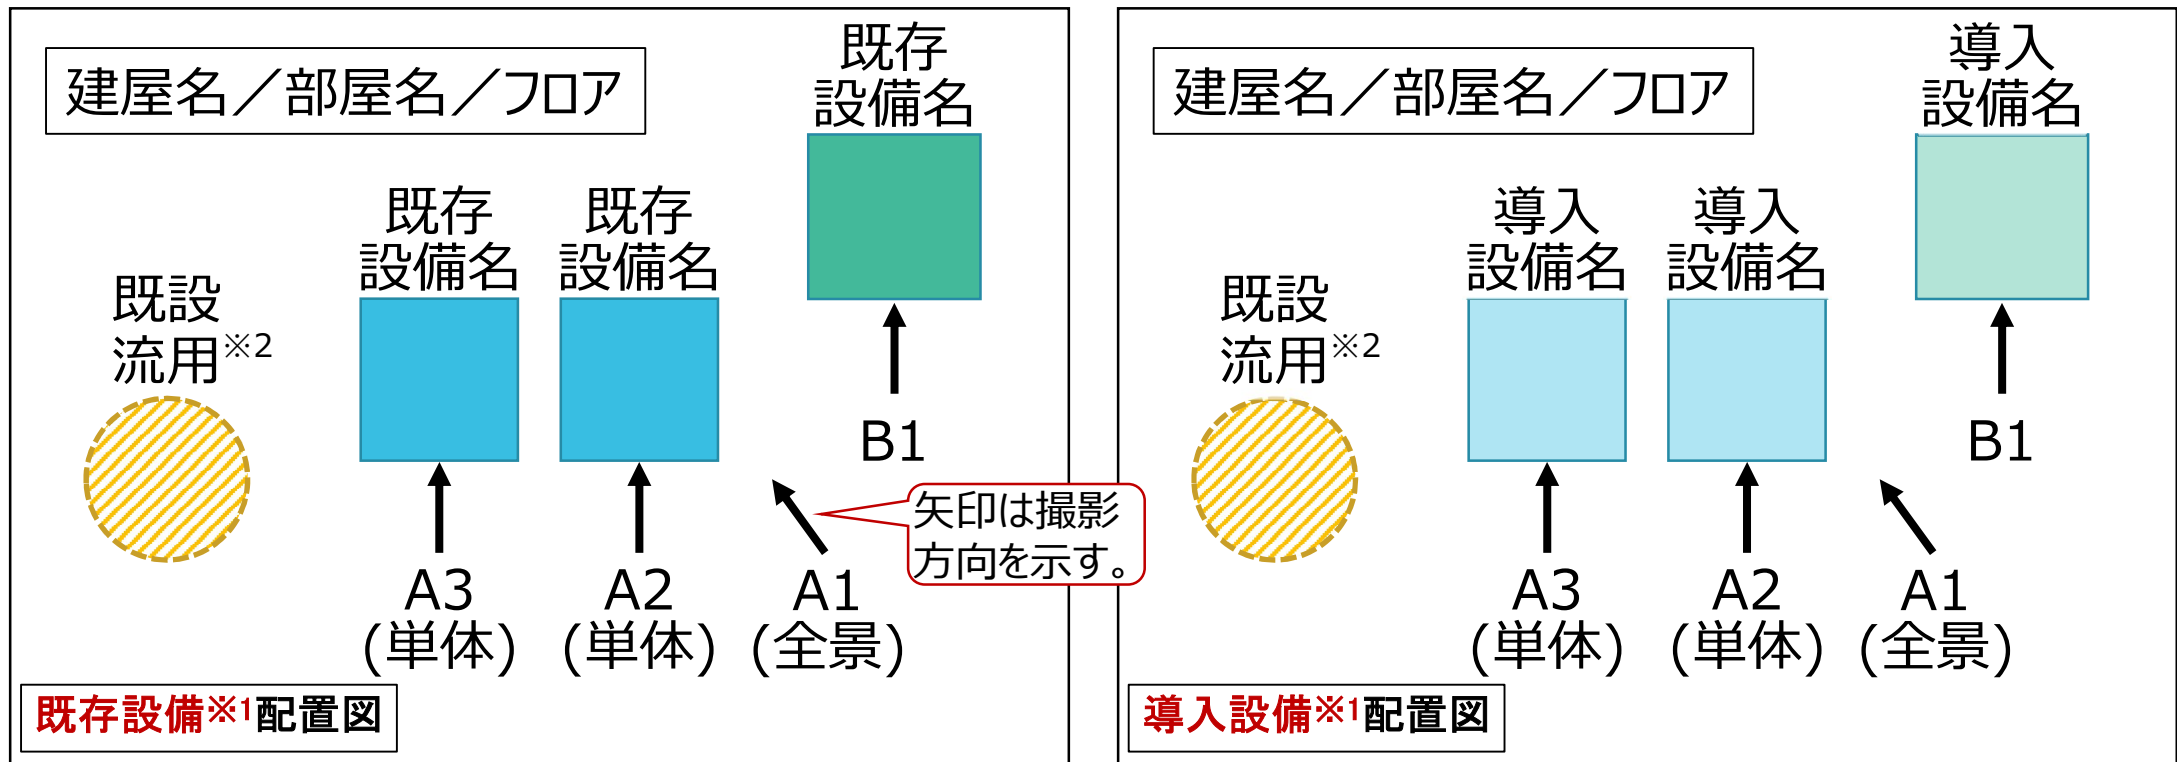 建屋名／部屋名／フロア
既存
設備名
既存
設備名
既存
設備名
既設
流用※2
B1
矢印は撮影
方向を示す。
A3
(単体)
A2
(単体)
A1
(全景)
既存設備※1配置図
建屋名／部屋名／フロア
導入
設備名
導入
設備名
導入
設備名
既設
流用※2
B1
A3
(単体)
A2
(単体)
A1
(全景)
導入設備※1配置図